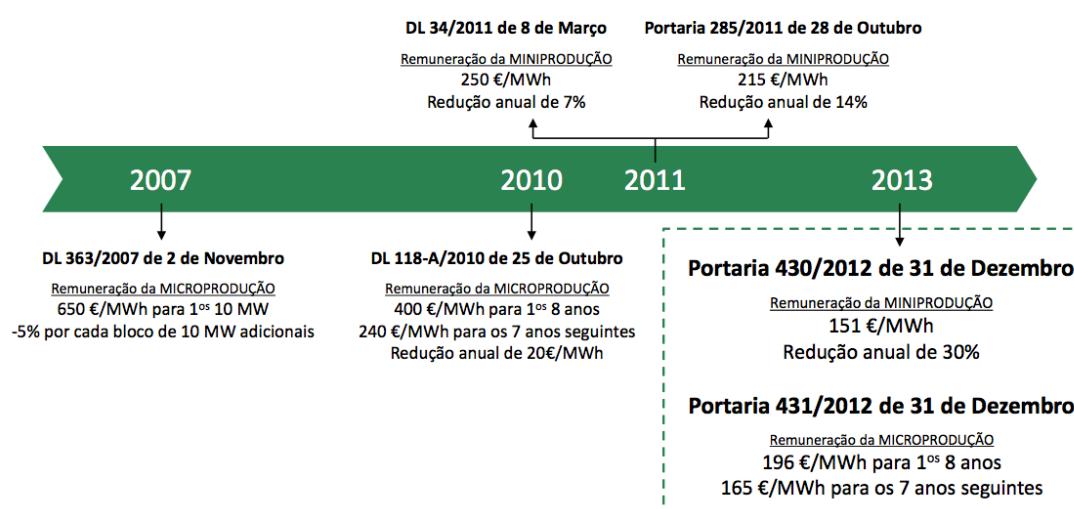 DL 34/2011 de 8 de Março
Remuneração da MINIPRODUÇÃO
250 €/MWh
Redução anual de 7%
Portaria 285/2011 de 28 de Outubro
Remuneração da MINIPRODUÇÃO
215 €/MWh
Redução anual de 14%
2007
2010
2011
2013
DL 363/2007 de 2 de Novembro
Remuneração da MICROPRODUÇÃO
650 €/MWh para 1ºˢ 10 MW
-5% por cada bloco de 10 MW adicionais
DL 118-A/2010 de 25 de Outubro
Remuneração da MICROPRODUÇÃO
400 €/MWh para 1ºˢ 8 anos
240 €/MWh para os 7 anos seguintes
Redução anual de 20€/MWh
Portaria 430/2012 de 31 de Dezembro
Remuneração da MINIPRODUÇÃO
151 €/MWh
Redução anual de 30%
Portaria 431/2012 de 31 de Dezembro
Remuneração da MICROPRODUÇÃO
196 €/MWh para 1ºˢ 8 anos
165 €/MWh para os 7 anos seguintes